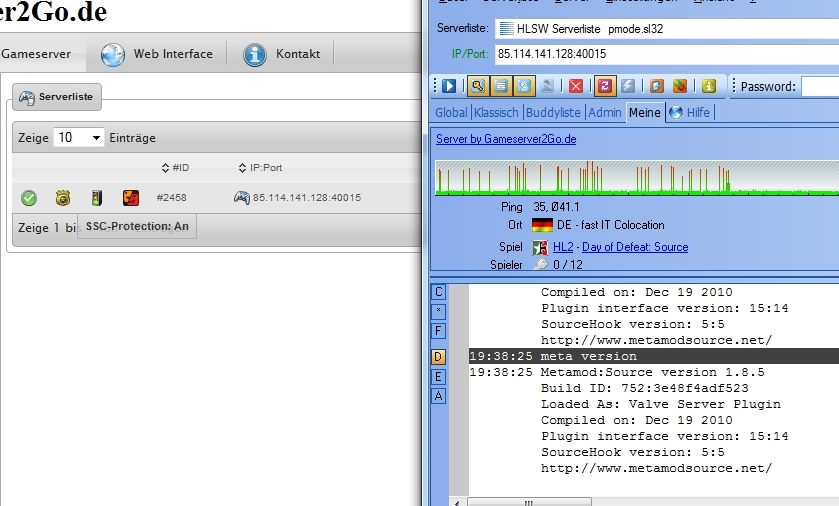 er2Go.de
Gameserver Web Interface Kontakt
Serverliste
Zeige 10 Einträge
#ID IP:Port
#2458 85.114.141.128:40015
Zeige 1 bis
SSC-Protection: An
Serverliste: HLSW Serverliste pmode.sl32
IP/Port: 85.114.141.128:40015
Password:
Global Klassisch Buddyliste Admin Meine Hilfe
Server by Gameserver2Go.de
Ping 35, Ø41.1
Ort DE - fast IT Colocation
Spiel HL2 - Day of Defeat: Source
Spieler 0 / 12
C
*
F
D
E
A
Compiled on: Dec 19 2010
Plugin interface version: 15:14
SourceHook version: 5:5
http://www.metamodsource.net/
19:38:25 meta version
19:38:25 Metamod:Source version 1.8.5
Build ID: 752:3e48f4adf523
Loaded As: Valve Server Plugin
Compiled on: Dec 19 2010
Plugin interface version: 15:14
SourceHook version: 5:5
http://www.metamodsource.net/